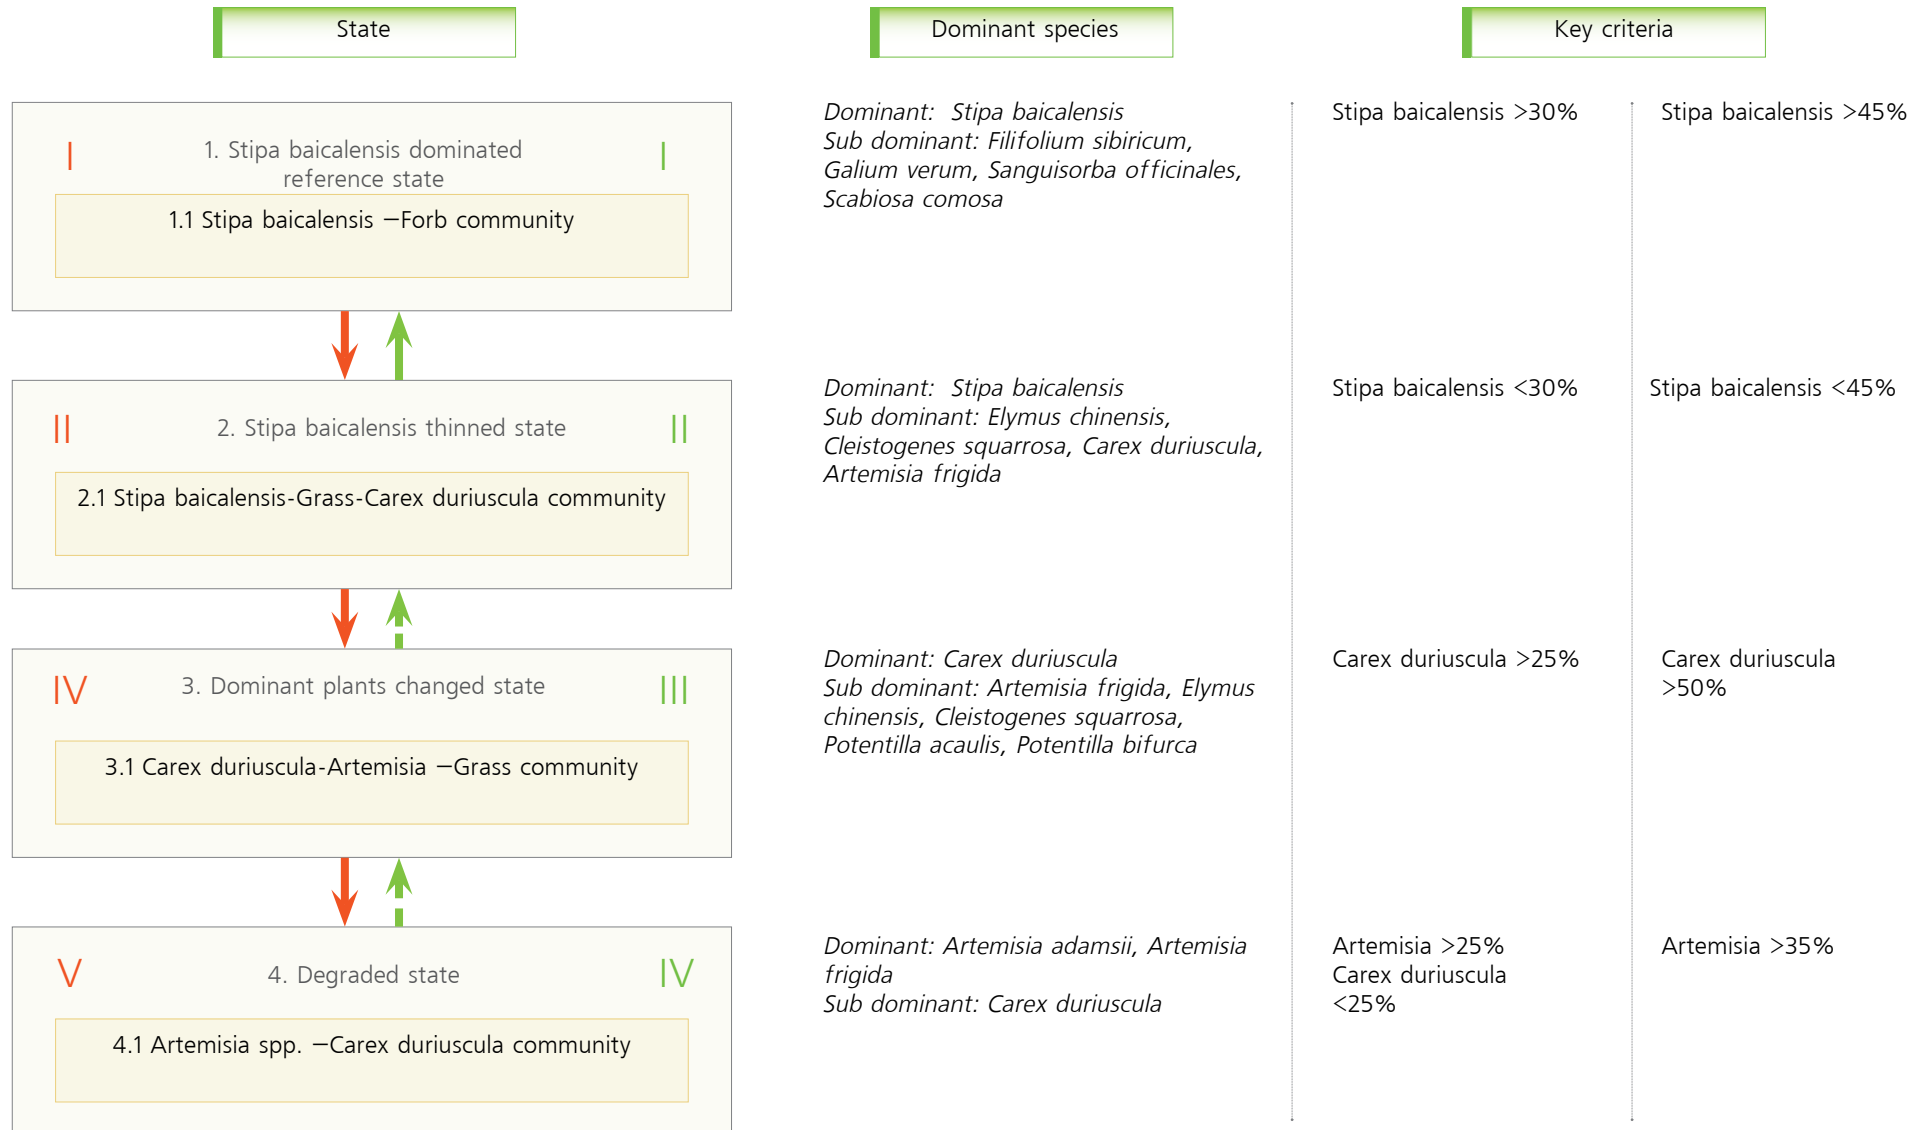 State
Dominant species
Key criteria
I
1. Stipa baicalensis dominated
reference state
I
1.1 Stipa baicalensis –Forb community
Dominant: Stipa baicalensis
Sub dominant: Filifolium sibiricum,
Galium verum, Sanguisorba officinales,
Scabiosa comosa
Stipa baicalensis >30%
Stipa baicalensis >45%
II
2. Stipa baicalensis thinned state
II
2.1 Stipa baicalensis-Grass-Carex duriuscula community
Dominant: Stipa baicalensis
Sub dominant: Elymus chinensis,
Cleistogenes squarrosa, Carex duriuscula,
Artemisia frigida
Stipa baicalensis <30%
Stipa baicalensis <45%
IV
3. Dominant plants changed state
III
3.1 Carex duriuscula-Artemisia –Grass community
Dominant: Carex duriuscula
Sub dominant: Artemisia frigida, Elymus
chinensis, Cleistogenes squarrosa,
Potentilla acaulis, Potentilla bifurca
Carex duriuscula >25%
Carex duriuscula
>50%
V
4. Degraded state
IV
4.1 Artemisia spp. –Carex duriuscula community
Dominant: Artemisia adamsii, Artemisia
frigida
Sub dominant: Carex duriuscula
Artemisia >25%
Carex duriuscula
<25%
Artemisia >35%